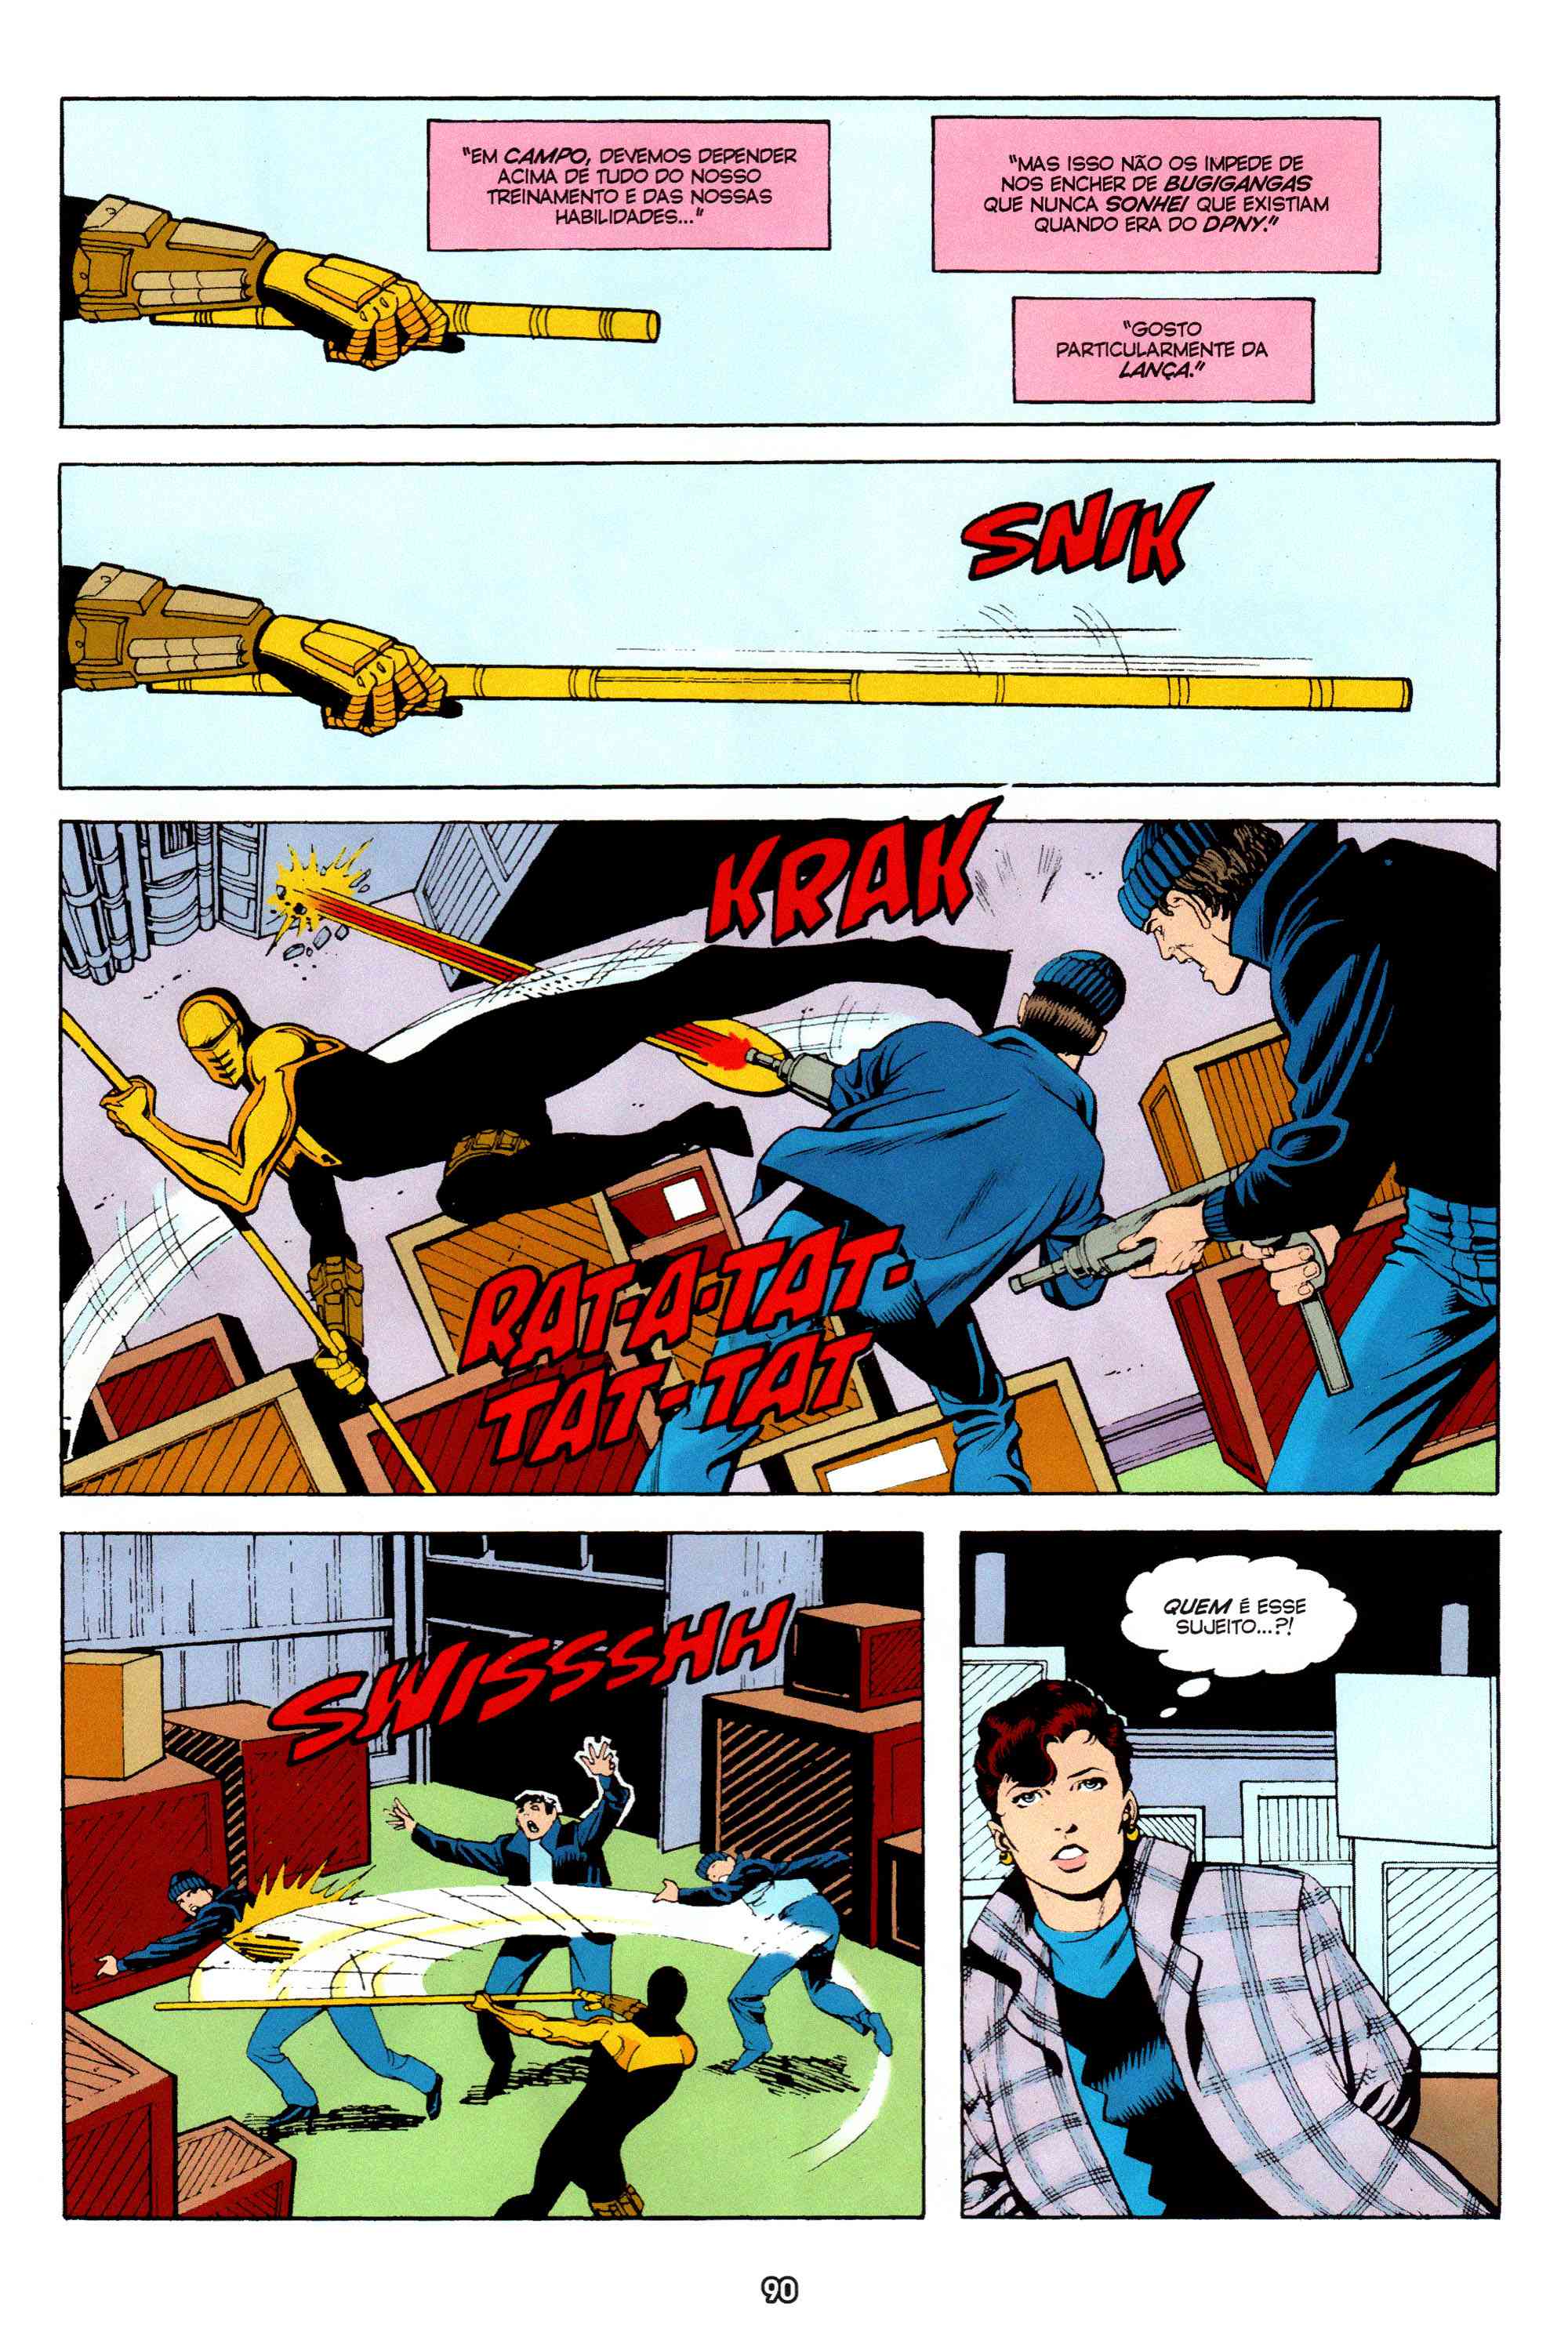 "EM CAMPO, DEVEMOS DEPENDER
ACIMA DE TUDO DO NOSSO
TREINAMENTO E DAS NOSSAS
HABILIDADES..."
"MAS ISSO NÃO OS IMPEDE DE
NOS ENCHER DE BUGIGANGAS
QUE NUNCA SONHEI QUE EXISTIAM
QUANDO ERA DO DPNY."
"GOSTO
PARTICULARMENTE DA
LANÇA."
SNIK
KRAK
RAT-A-TAT-
TAT-TAT
SWISSSHH
QUEM É ESSE
SUJEITO...?!
90